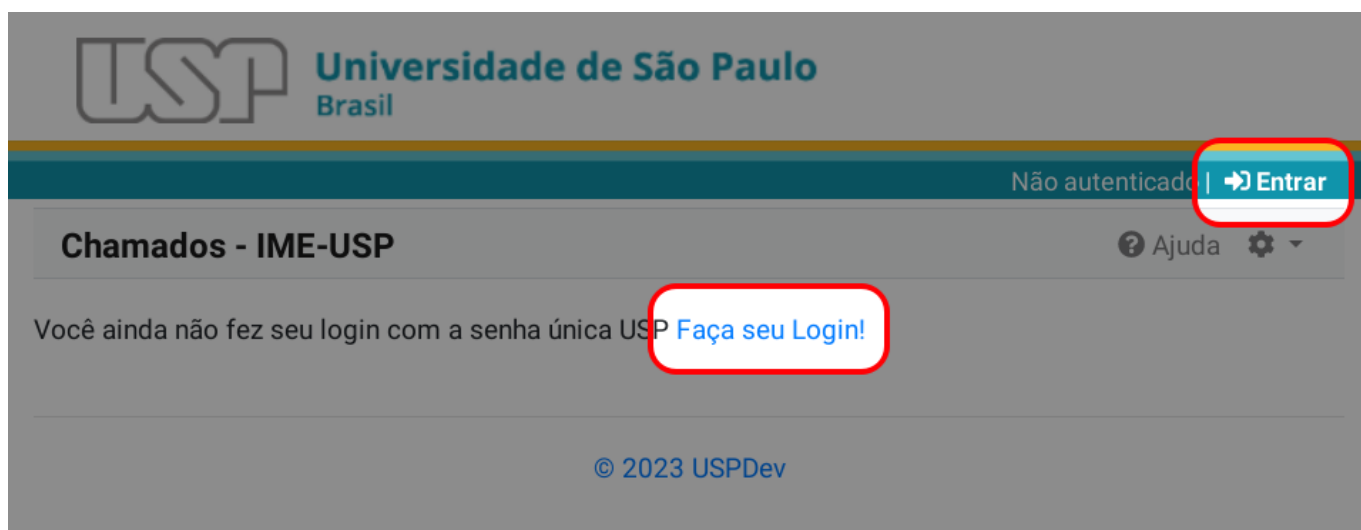 USP
Universidade de São Paulo
Brasil
Não autenticado | Entrar
Chamados - IME-USP
Ajuda
Você ainda não fez seu login com a senha única USP Faça seu Login!
© 2023 USPDev